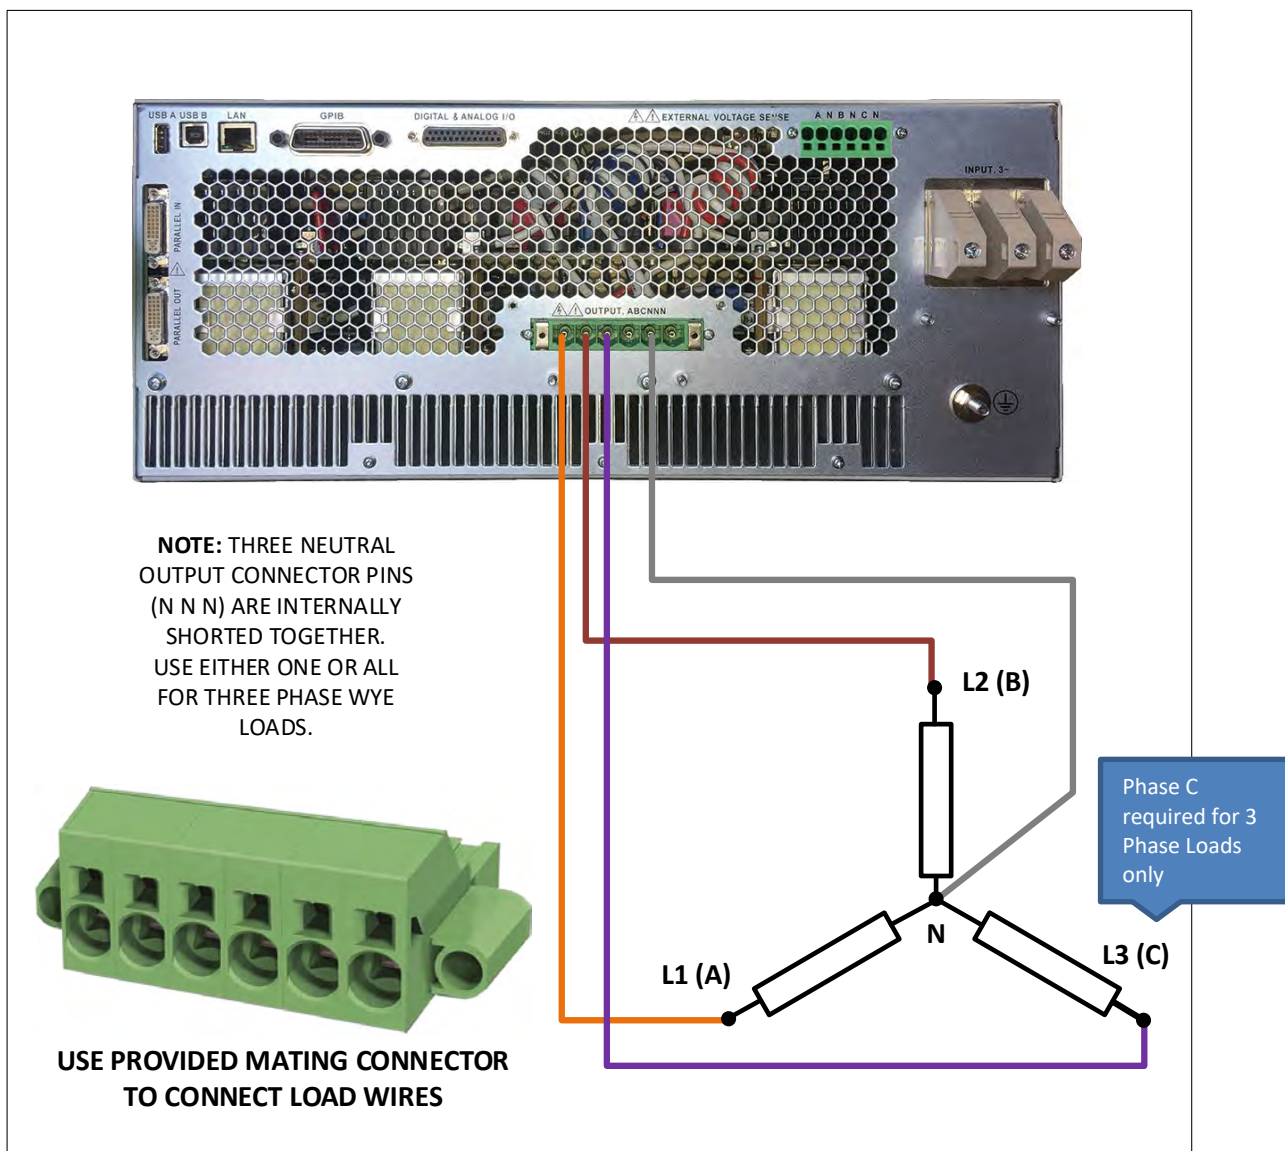 USB A USB B LAN GPIB DIGITAL & ANALOG I/O EXTERNAL VOLTAGE SENSE A N B N C N
INPUT. 3~
PARALLEL IN
PARALLEL OUT
OUTPUT. ABCNNN
NOTE: THREE NEUTRAL
OUTPUT CONNECTOR PINS
(N N N) ARE INTERNALLY
SHORTED TOGETHER.
USE EITHER ONE OR ALL
FOR THREE PHASE WYE
LOADS.
L2 (B)
Phase C
required for 3
Phase Loads
only
N
L3 (C)
L1 (A)
USE PROVIDED MATING CONNECTOR
TO CONNECT LOAD WIRES